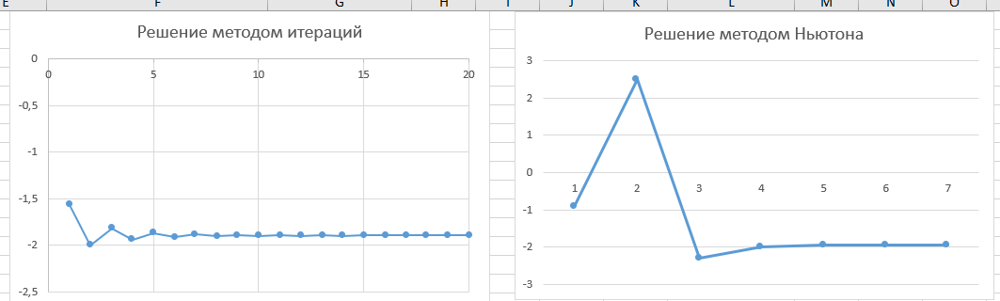 E F G H I J K L M N O
Решение методом итераций
0
0 5 10 15 20
-0,5
-1
-1,5
-2
-2,5
Решение методом Ньютона
3
2
1
0
1 2 3 4 5 6 7
-1
-2
-3